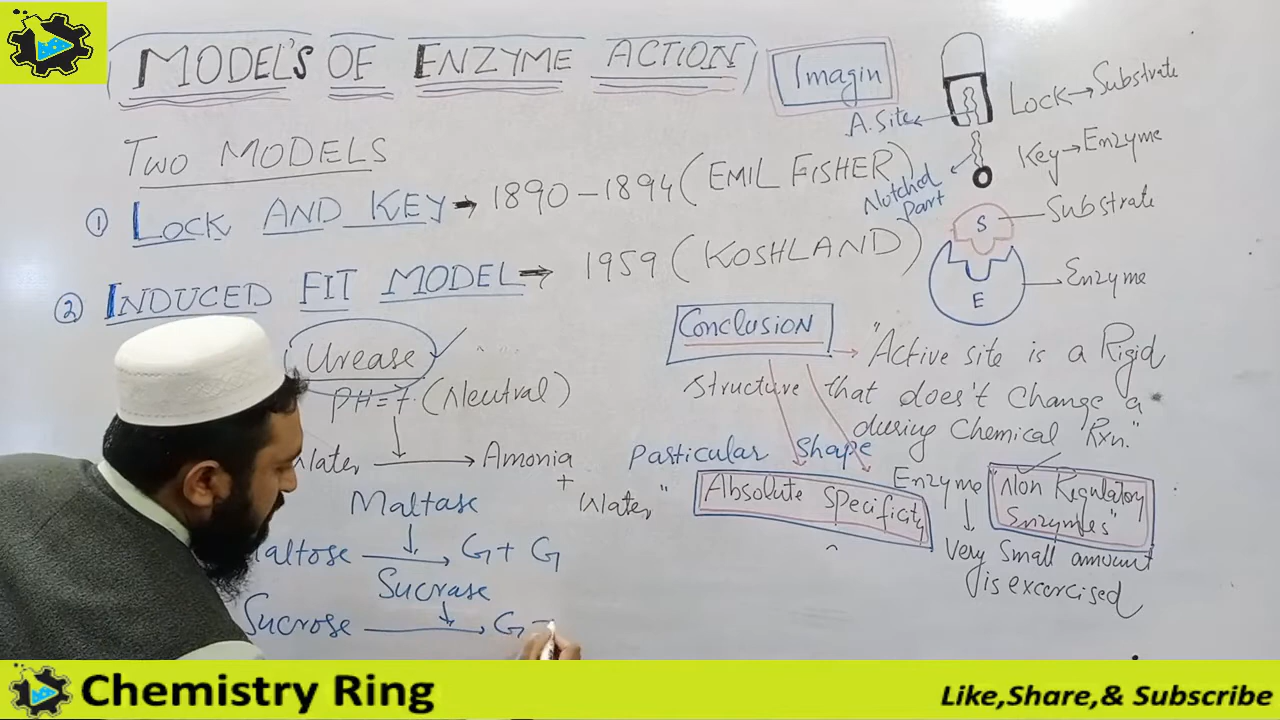 MODEL'S OF ENZYME ACTION
Imagin
A.Site
Lock→Substrate
Key→Enzyme
Notched
Part
TWO MODELS
① LOCK AND KEY → 1890-1894 (EMIL FISHER)
② INDUCED FIT MODEL → 1959 (KOSHLAND)
S
Substrate
E
Enzyme
Urease
PH=7. (Neutral)
Water → Amonia
+ Water"
Maltase
Maltose → G + G
Sucrase
Sucrose → G
Conclusion
"Active site is a Rigid
Structure that does't change a
during Chemical Rxn."
Particular Shape
Absolute Specificity
Enzyme "Non Regulatory
Enzymes"
Very Small amount
is excercised
Chemistry Ring
Like,Share,& Subscribe